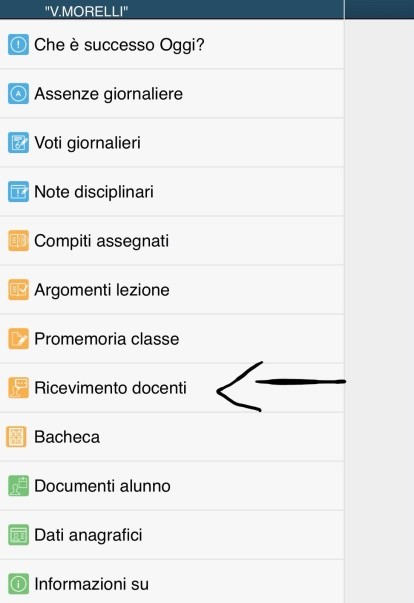 "V.MORELLI"
Che è successo Oggi?
Assenze giornaliere
Voti giornalieri
Note disciplinari
Compiti assegnati
Argomenti lezione
Promemoria classe
Ricevimento docenti
Bacheca
Documenti alunno
Dati anagrafici
Informazioni su